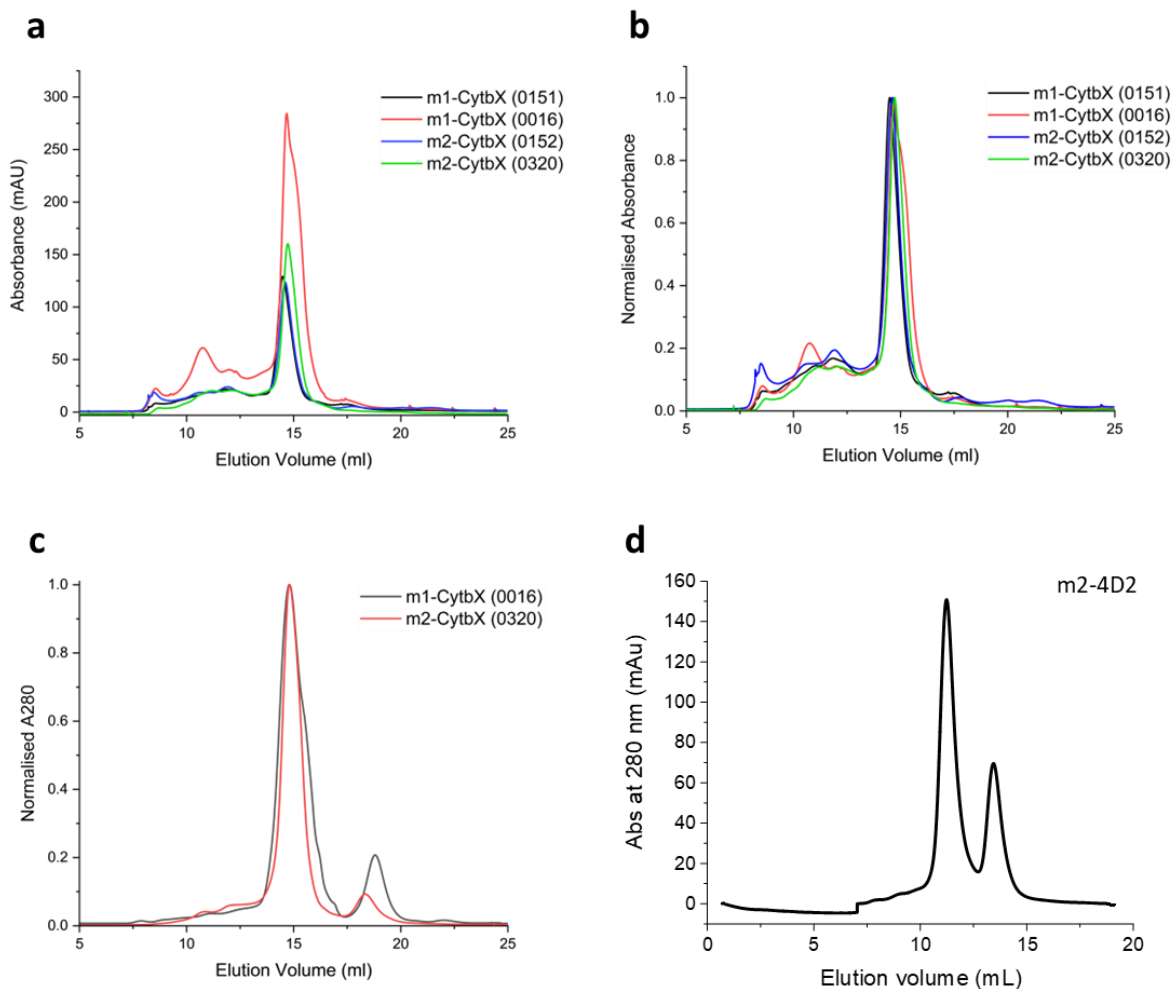 a
300
250
200
150
100
50
0
Absorbance (mAU)
5 10 15 20 25
Elution Volume (ml)
m1-CytbX (0151)
m1-CytbX (0016)
m2-CytbX (0152)
m2-CytbX (0320)
b
1.0
0.8
0.6
0.4
0.2
0.0
Normalised Absorbance
5 10 15 20 25
Elution Volume (ml)
m1-CytbX (0151)
m1-CytbX (0016)
m2-CytbX (0152)
m2-CytbX (0320)
c
1.0
0.8
0.6
0.4
0.2
0.0
Normalised A280
5 10 15 20 25
Elution Volume (ml)
m1-CytbX (0016)
m2-CytbX (0320)
d
m2-4D2
160
140
120
100
80
60
40
20
0
Abs at 280 nm (mAu)
0 5 10 15 20
Elution volume (mL)